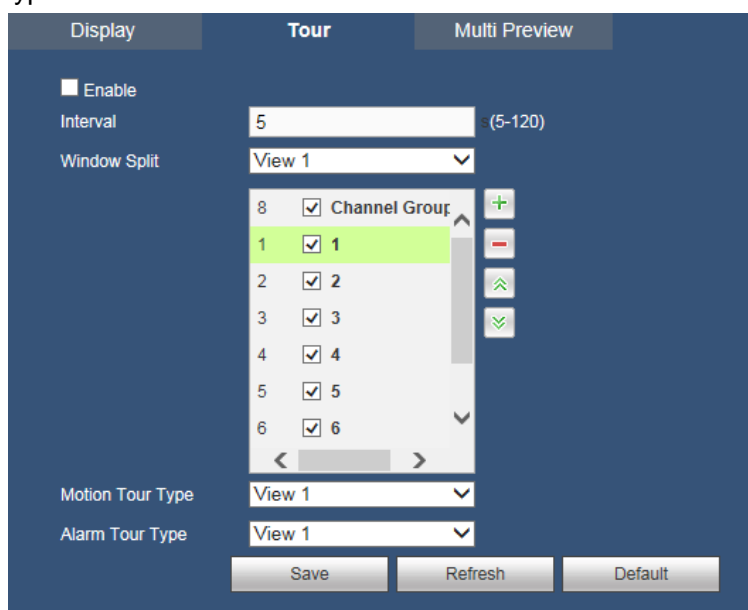 Display Tour Multi Preview
Enable
Interval 5 s(5-120)
Window Split View 1
8 Channel Group
1 1
2 2
3 3
4 4
5 5
6 6
Motion Tour Type View 1
Alarm Tour Type View 1
Save Refresh Default